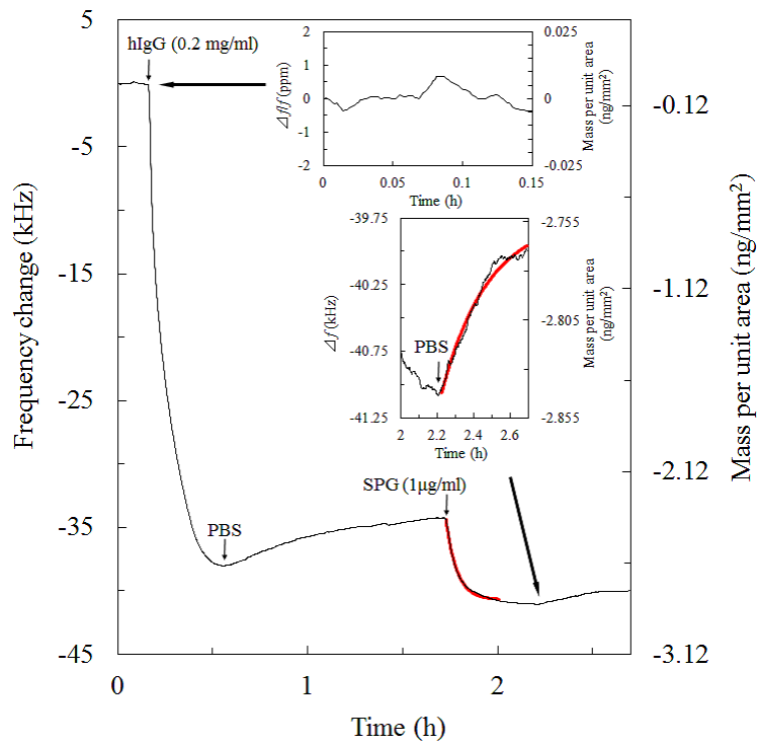 5
-5
-15
-25
-35
-45
Frequency change (kHz)
hIgG (0.2 mg/ml)
PBS
SPG (1μg/ml)
2
1
0
-1
-2
Δf/f (ppm)
0.025
0
-0.025
Mass per unit area
(ng/mm²)
0
0.05
0.1
0.15
Time (h)
-39.75
-40.25
-40.75
-41.25
Δf (kHz)
PBS
-2.755
-2.805
-2.855
Mass per unit area
(ng/mm²)
2
2.2
2.4
2.6
Time (h)
-0.12
-1.12
-2.12
-3.12
Mass per unit area (ng/mm²)
0
1
2
Time (h)